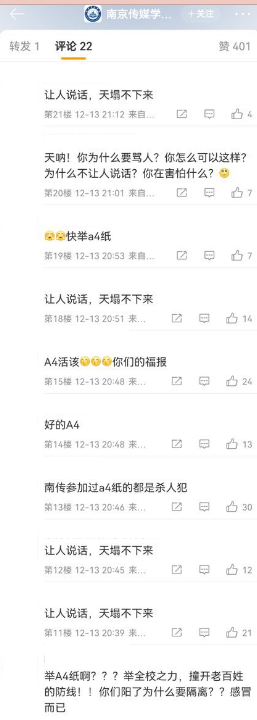 南京传媒学...
+关注
转发 1 评论 22 赞 401
让人说话，天塌不下来
第21楼 12-13 21:12 来自... 4
天呐！你为什么要骂人？你怎么可以这样？
为什么不让人说话？你在害怕什么？
第20楼 12-13 21:01 来自... 7
快举a4纸
第19楼 12-13 20:53 来自... 7
让人说话，天塌不下来
第18楼 12-13 20:51 来... 14
A4活该你们的福报
第15楼 12-13 20:48 来... 24
好的A4
第14楼 12-13 20:48 来... 13
南传参加过a4纸的都是杀人犯
第13楼 12-13 20:46 来... 30
让人说话，天塌不下来
第12楼 12-13 20:45 来... 12
让人说话，天塌不下来
第11楼 12-13 20:39 来... 21
举A4纸啊？？？举全校之力，撞开老百姓
的防线！！你们阳了为什么要隔离？？感冒
而已